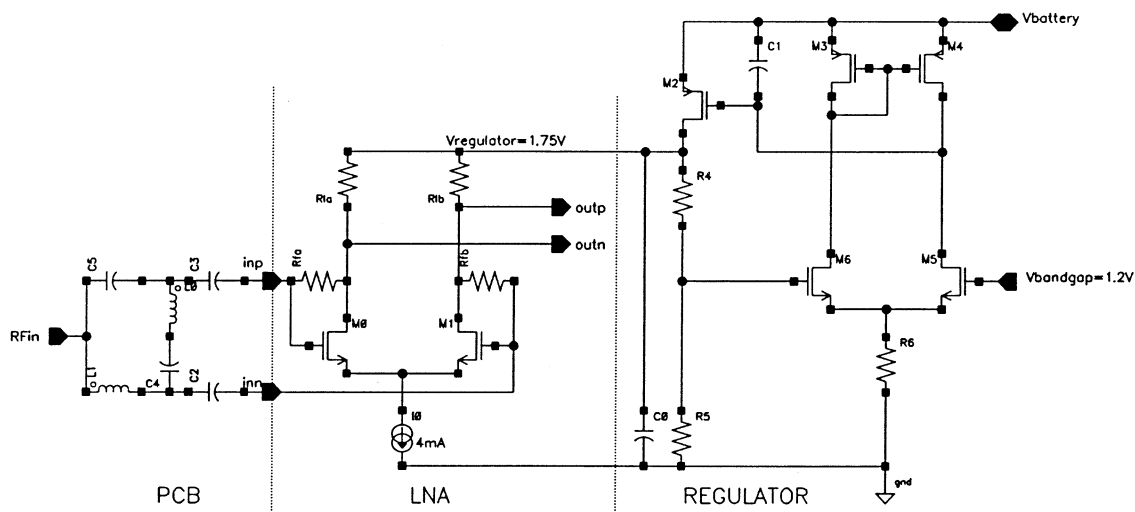 Vbattery
C1
M3
M4
M2
Vregulator=1.75V
R4
R1a
R1b
outp
outn
Rfa
Rfb
C5
C3
inp
L0
M6
M5
Vbandgap=1.2V
RFin
M0
M1
R6
L1
C4
C2
inn
I0
4mA
C0
R5
gnd
PCB
LNA
REGULATOR